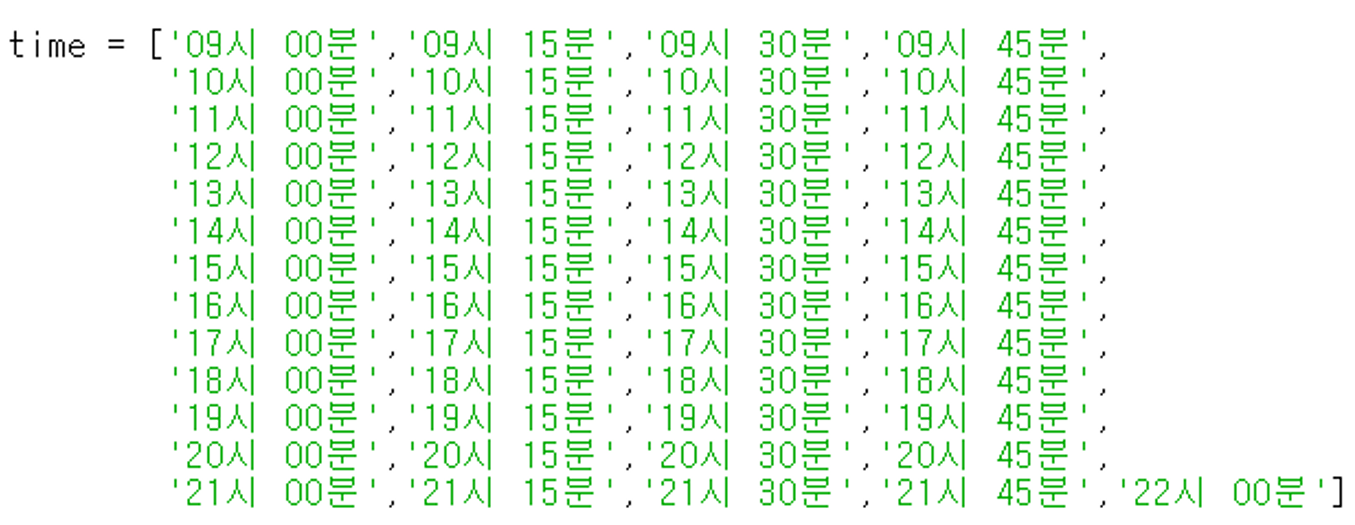 time = ['09시 00분','09시 15분','09시 30분','09시 45분',
'10시 00분','10시 15분','10시 30분','10시 45분',
'11시 00분','11시 15분','11시 30분','11시 45분',
'12시 00분','12시 15분','12시 30분','12시 45분',
'13시 00분','13시 15분','13시 30분','13시 45분',
'14시 00분','14시 15분','14시 30분','14시 45분',
'15시 00분','15시 15분','15시 30분','15시 45분',
'16시 00분','16시 15분','16시 30분','16시 45분',
'17시 00분','17시 15분','17시 30분','17시 45분',
'18시 00분','18시 15분','18시 30분','18시 45분',
'19시 00분','19시 15분','19시 30분','19시 45분',
'20시 00분','20시 15분','20시 30분','20시 45분',
'21시 00분','21시 15분','21시 30분','21시 45분','22시 00분']